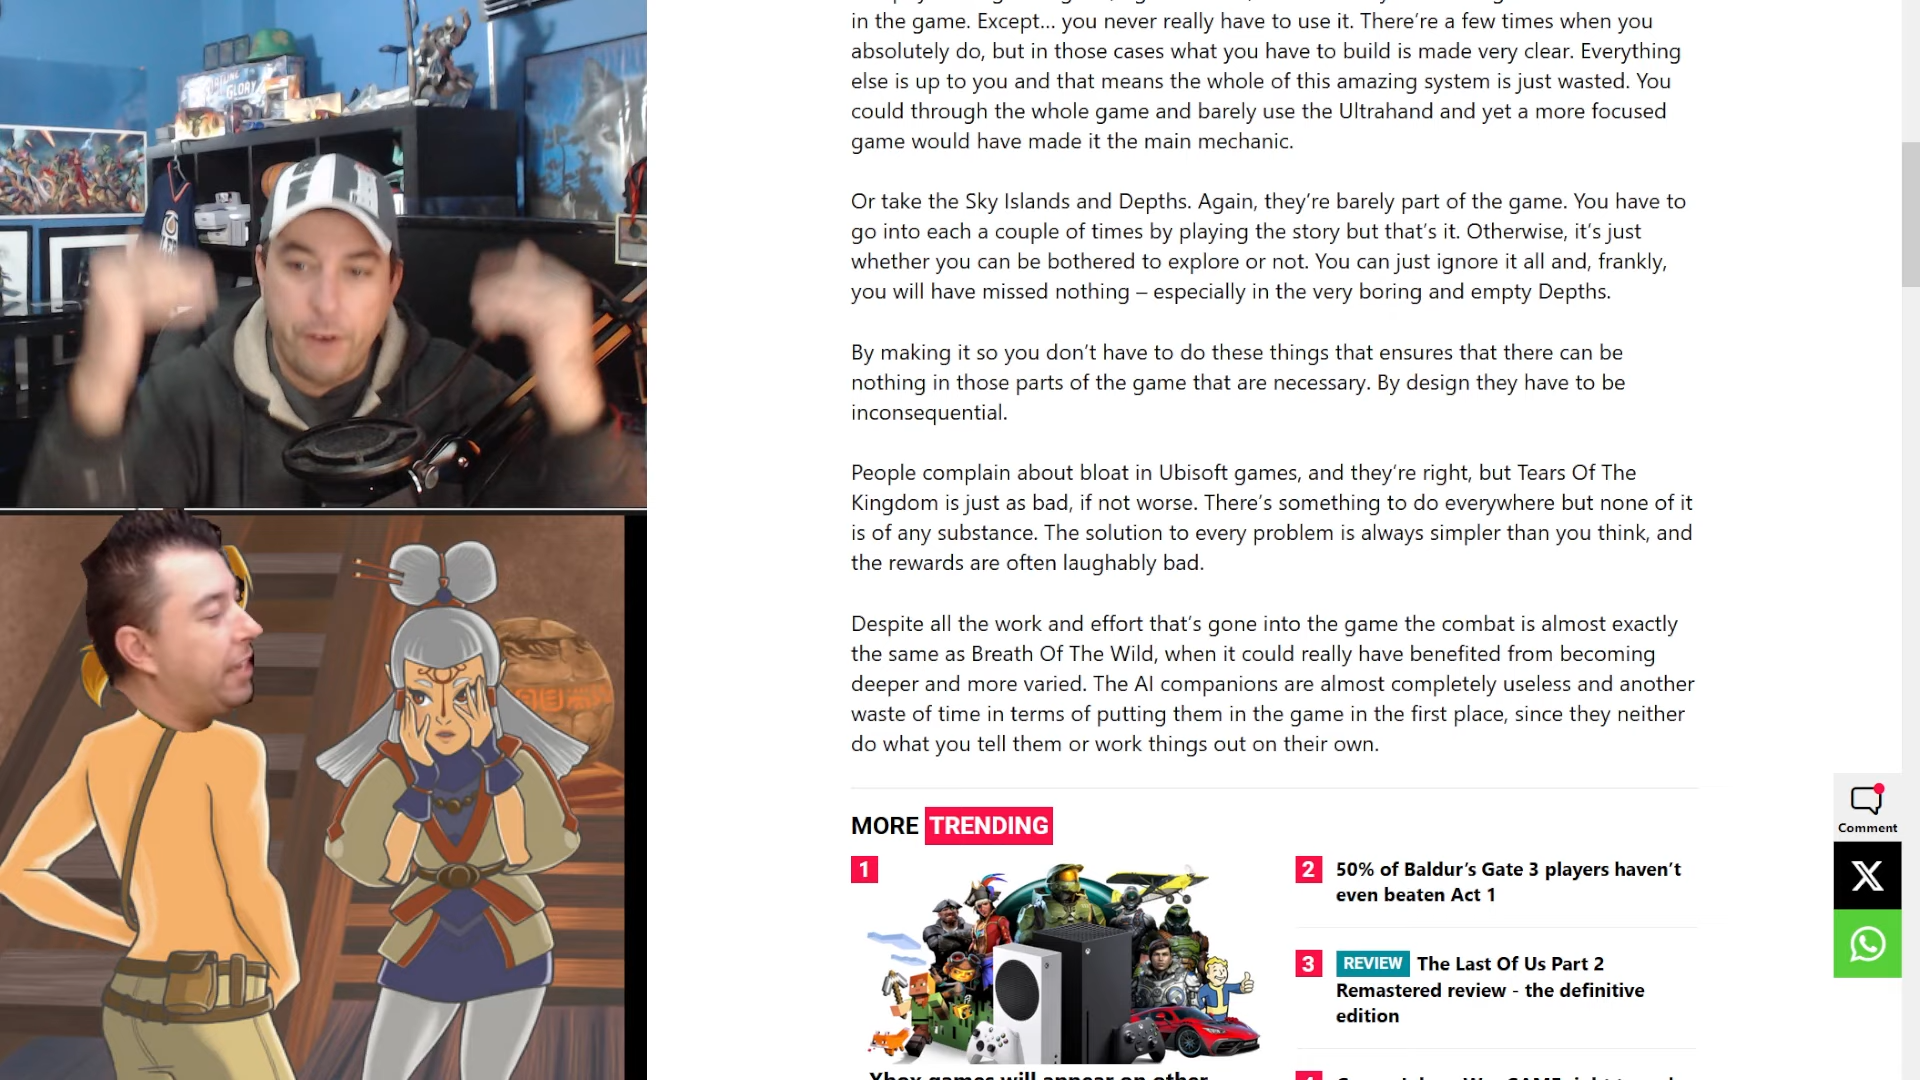 in the game. Except... you never really have to use it. There're a few times when you
absolutely do, but in those cases what you have to build is made very clear. Everything
else is up to you and that means the whole of this amazing system is just wasted. You
could through the whole game and barely use the Ultrahand and yet a more focused
game would have made it the main mechanic.
Or take the Sky Islands and Depths. Again, they're barely part of the game. You have to
go into each a couple of times by playing the story but that's it. Otherwise, it's just
whether you can be bothered to explore or not. You can just ignore it all and, frankly,
you will have missed nothing – especially in the very boring and empty Depths.
By making it so you don't have to do these things that ensures that there can be
nothing in those parts of the game that are necessary. By design they have to be
inconsequential.
People complain about bloat in Ubisoft games, and they're right, but Tears Of The
Kingdom is just as bad, if not worse. There's something to do everywhere but none of it
is of any substance. The solution to every problem is always simpler than you think, and
the rewards are often laughably bad.
Despite all the work and effort that's gone into the game the combat is almost exactly
the same as Breath Of The Wild, when it could really have benefited from becoming
deeper and more varied. The AI companions are almost completely useless and another
waste of time in terms of putting them in the game in the first place, since they neither
do what you tell them or work things out on their own.
MORE TRENDING
1
2 50% of Baldur's Gate 3 players haven't
even beaten Act 1
3 REVIEW The Last Of Us Part 2
Remastered review - the definitive
edition
Xbox games will appear on other
Comment
GLORY